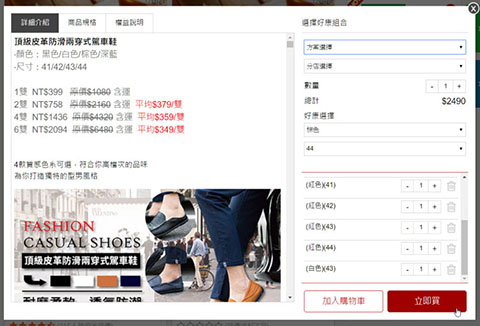 詳細介紹
商品規格
權益說明
頂級皮革防滑兩穿式駕車鞋
-顏色：黑色/白色/棕色/深藍
-尺寸：41/42/43/44
1雙 NT$399 原價$1080 含運
2雙 NT$758 原價$2160 含運 平均$379/雙
4雙 NT$1436 原價$4320 含運 平均$359/雙
6雙 NT$2094 原價$6480 含運 平均$349/雙
4款質感色系可選，符合你高檔次的品味
為你打造獨特的型男風格
FASHION
CASUAL SHOES
頂級皮革防滑兩穿式駕車鞋
耐磨柔軟 透氣防潮
選擇好康組合
方案選擇
分店選擇
數量 - 1 +
總計 $2490
好康選擇
棕色
44
(紅色)(41) - 1 +
(紅色)(42) - 1 +
(紅色)(43) - 1 +
(紅色)(44) - 1 +
(白色)(43) - 1 +
加入購物車
立即買